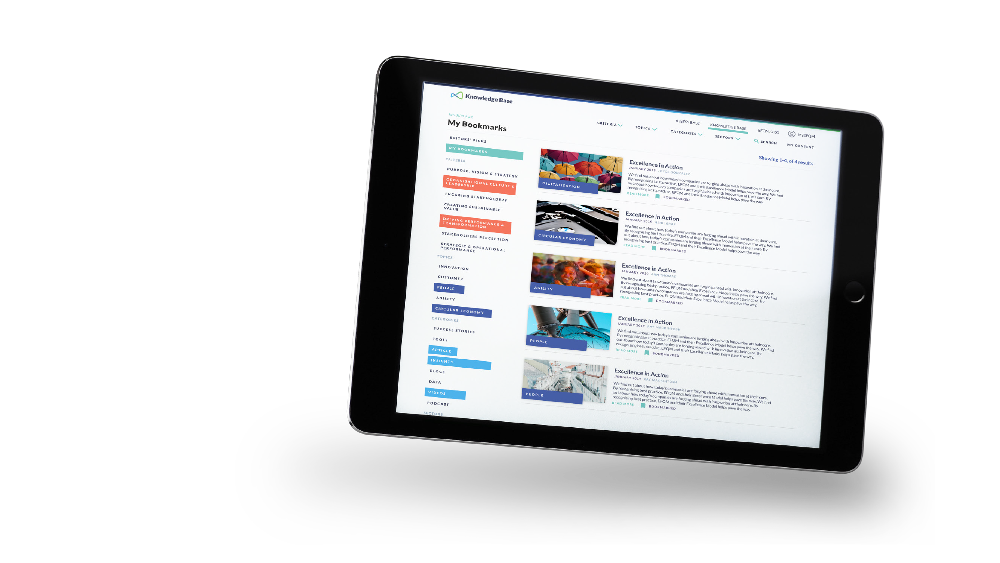 Knowledge Base
ASSESS BASE
KNOWLEDGE BASE
EFQM.ORG
MyEFQM
CRITERIA
TOPICS
CATEGORIES
SECTORS
SEARCH
MY CONTENT
RESULTS FOR
My Bookmarks
Showing 1-4, of 4 results
EDITORS' PICKS
MY BOOKMARKS
CRITERIA
PURPOSE, VISION & STRATEGY
ORGANISATIONAL CULTURE &
LEADERSHIP
ENGAGING STAKEHOLDERS
CREATING SUSTAINABLE
VALUE
DRIVING PERFORMANCE &
TRANSFORMATION
STAKEHOLDERS PERCEPTION
STRATEGIC & OPERATIONAL
PERFORMANCE
TOPICS
INNOVATION
CUSTOMER
PEOPLE
AGILITY
CIRCULAR ECONOMY
CATEGORIES
SUCCESS STORIES
TOOLS
ARTICLE
INSIGHTS
BLOGS
DATA
VIDEOS
PODCAST
SECTORS
DIGITALISATION
Excellence in Action
JANUARY 2019 JOYCE GONZALEZ
We find out about how today's companies are forging ahead with innovation at their core.
By recognising best practice, EFQM and their Excellence Model helps pave the way. We find
out about how today's companies are forging ahead with innovation at their core. By
recognising best practice, EFQM and their Excellence Model helps pave the way.
READ MORE BOOKMARKED
CIRCULAR ECONOMY
Excellence in Action
JANUARY 2019 HEIDI GRAF
We find out about how today's companies are forging ahead with innovation at their core.
By recognising best practice, EFQM and their Excellence Model helps pave the way. We find
out about how today's companies are forging ahead with innovation at their core. By
recognising best practice, EFQM and their Excellence Model helps pave the way.
READ MORE BOOKMARKED
AGILITY
Excellence in Action
JANUARY 2019 ANN THOMAS
We find out about how today's companies are forging ahead with innovation at their core.
By recognising best practice, EFQM and their Excellence Model helps pave the way. We find
out about how today's companies are forging ahead with innovation at their core. By
recognising best practice, EFQM and their Excellence Model helps pave the way.
READ MORE BOOKMARKED
PEOPLE
Excellence in Action
JANUARY 2019 RAY MACKINTOSH
We find out about how today's companies are forging ahead with innovation at their core.
By recognising best practice, EFQM and their Excellence Model helps pave the way. We find
out about how today's companies are forging ahead with innovation at their core. By
recognising best practice, EFQM and their Excellence Model helps pave the way.
READ MORE BOOKMARKED
PEOPLE
Excellence in Action
JANUARY 2019 RAY MACKINTOSH
We find out about how today's companies are forging ahead with innovation at their core.
By recognising best practice, EFQM and their Excellence Model helps pave the way. We find
out about how today's companies are forging ahead with innovation at their core. By
recognising best practice, EFQM and their Excellence Model helps pave the way.
READ MORE BOOKMARKED